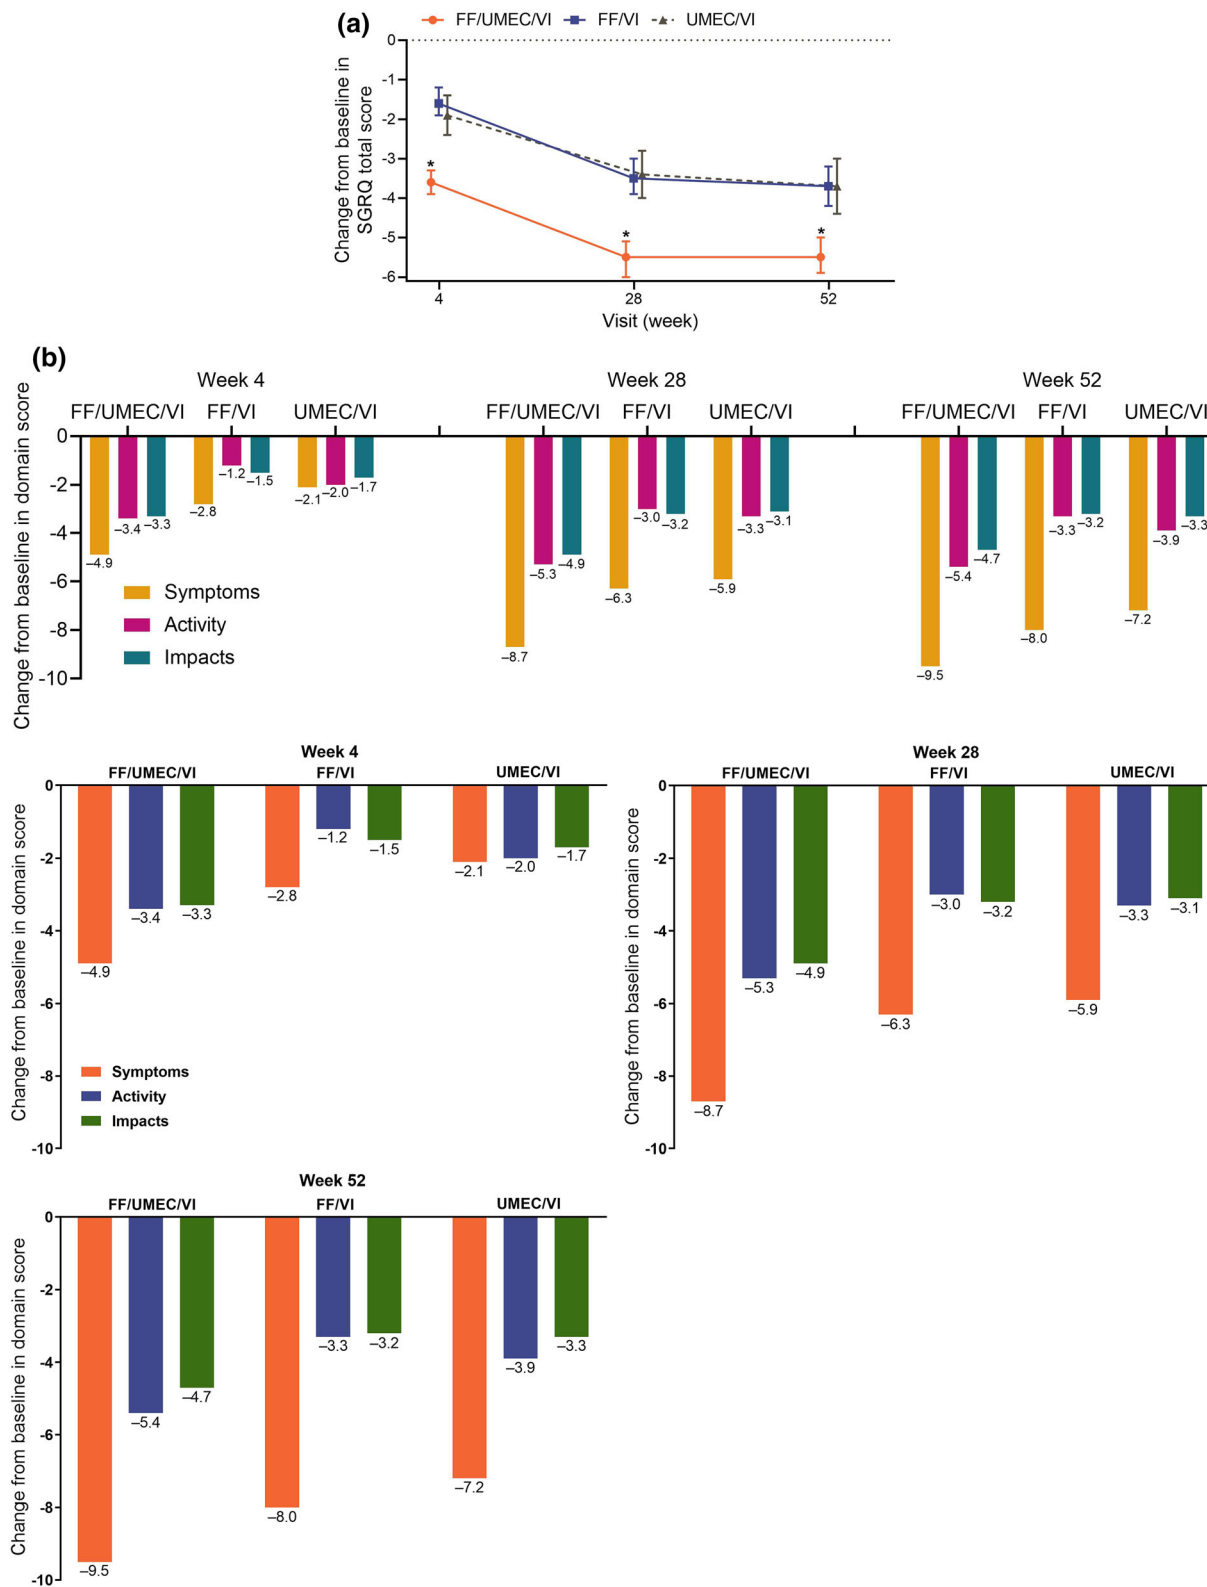 (a)
FF/UMEC/VI FF/VI UMEC/VI
Change from baseline in
SGRQ total score
0
-1
-2
-3
-4
-5
-6
*
*
*
4 28 52
Visit (week)
(b)
Week 4 Week 28 Week 52
FF/UMEC/VI FF/VI UMEC/VI FF/UMEC/VI FF/VI UMEC/VI FF/UMEC/VI FF/VI UMEC/VI
Change from baseline in domain score
0
-2
-4
-6
-8
-10
–4.9 –3.4 –3.3 –2.8 –1.2 –1.5 –2.1 –2.0 –1.7
–8.7 –5.3 –4.9 –6.3 –3.0 –3.2 –5.9 –3.3 –3.1
–9.5 –5.4 –4.7 –8.0 –3.3 –3.2 –7.2 –3.9 –3.3
Symptoms
Activity
Impacts
Week 4
FF/UMEC/VI FF/VI UMEC/VI
Change from baseline in domain score
0
-2
-4
-6
-8
-10
–4.9 –3.4 –3.3 –2.8 –1.2 –1.5 –2.1 –2.0 –1.7
Symptoms
Activity
Impacts
Week 28
FF/UMEC/VI FF/VI UMEC/VI
Change from baseline in domain score
0
-2
-4
-6
-8
-10
–8.7 –5.3 –4.9 –6.3 –3.0 –3.2 –5.9 –3.3 –3.1
Week 52
FF/UMEC/VI FF/VI UMEC/VI
Change from baseline in domain score
0
-2
-4
-6
-8
-10
–9.5 –5.4 –4.7 –8.0 –3.3 –3.2 –7.2 –3.9 –3.3